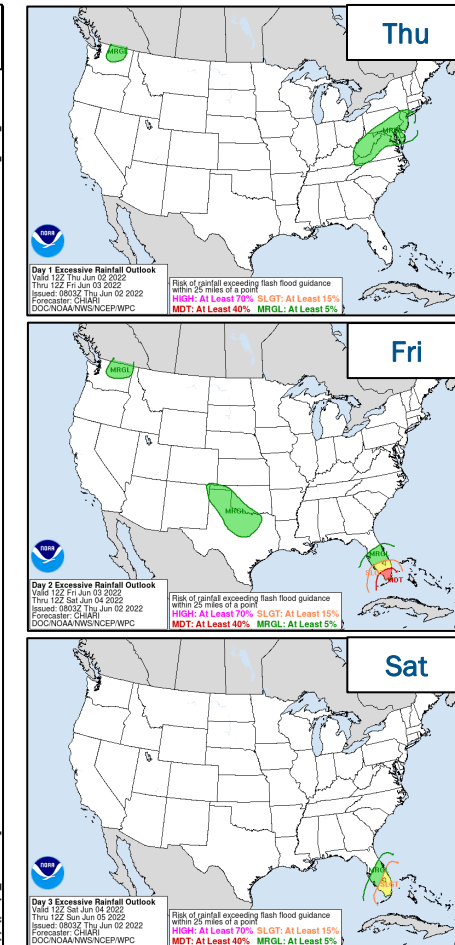 Thu
MRGL
MRGL
NOAA
Day 1 Excessive Rainfall Outlook
Valid 12Z Thu Jun 02 2022
Thru 12Z Fri Jun 03 2022
Issued: 0803Z Thu Jun 02 2022
Forecaster: CHIARI
DOC/NOAA/NWS/NCEP/WPC
Risk of rainfall exceeding flash flood guidance
within 25 miles of a point
HIGH: At Least 70% SLGT: At Least 15%
MDT: At Least 40% MRGL: At Least 5%
Fri
MRGL
MRGL
MRGL
SLGT
MDT
NOAA
Day 2 Excessive Rainfall Outlook
Valid 12Z Fri Jun 03 2022
Thru 12Z Sat Jun 04 2022
Issued: 0803Z Thu Jun 02 2022
Forecaster: CHIARI
DOC/NOAA/NWS/NCEP/WPC
Risk of rainfall exceeding flash flood guidance
within 25 miles of a point
HIGH: At Least 70% SLGT: At Least 15%
MDT: At Least 40% MRGL: At Least 5%
Sat
MRGL
SLGT
NOAA
Day 3 Excessive Rainfall Outlook
Valid 12Z Sat Jun 04 2022
Thru 12Z Sun Jun 05 2022
Issued: 0803Z Thu Jun 02 2022
Forecaster: CHIARI
DOC/NOAA/NWS/NCEP/WPC
Risk of rainfall exceeding flash flood guidance
within 25 miles of a point
HIGH: At Least 70% SLGT: At Least 15%
MDT: At Least 40% MRGL: At Least 5%